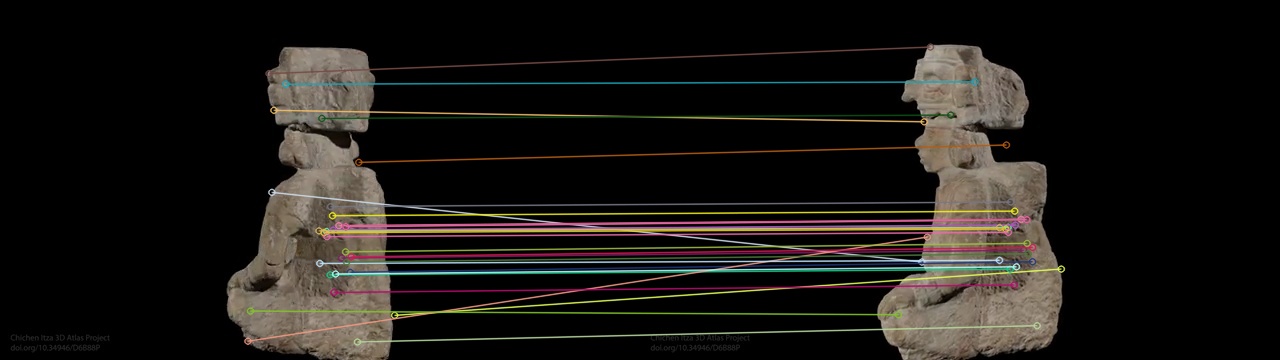 Chichen Itza 3D Atlas Project
doi.org/10.34946/D6B88P
Chichen Itza 3D Atlas Project
doi.org/10.34946/D6B88P